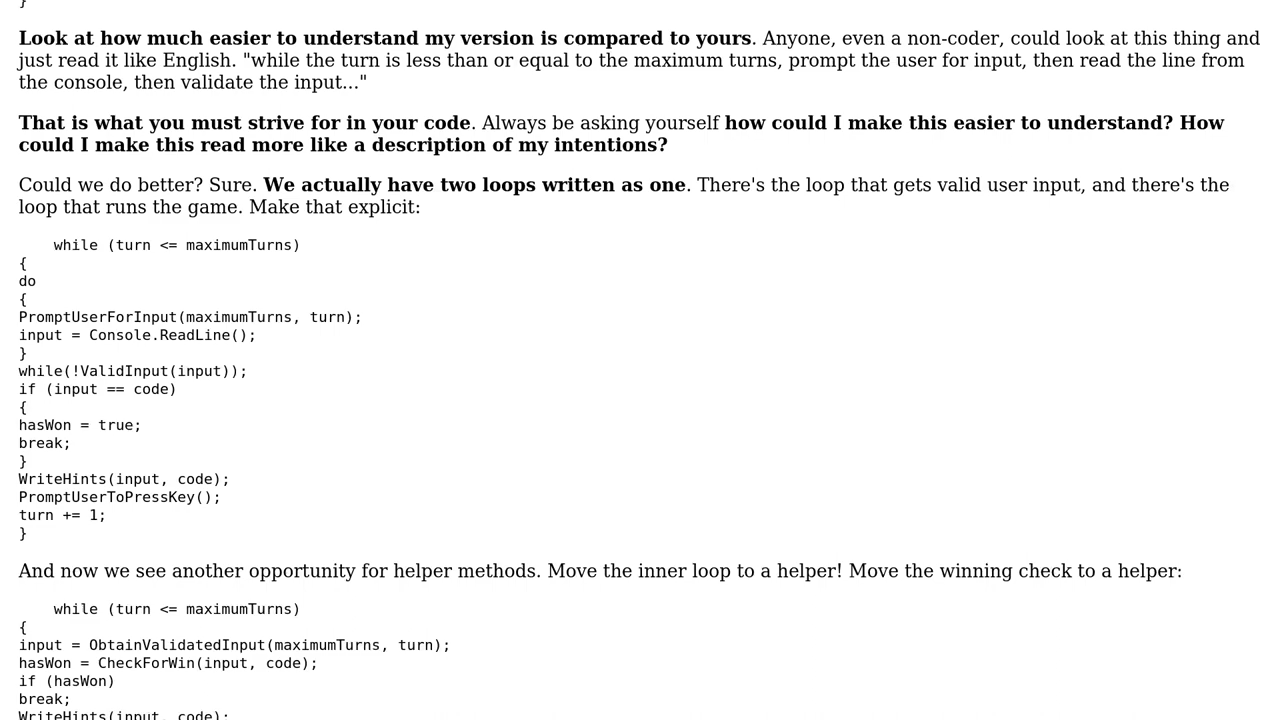 }
Look at how much easier to understand my version is compared to yours. Anyone, even a non-coder, could look at this thing and
just read it like English. "while the turn is less than or equal to the maximum turns, prompt the user for input, then read the line from
the console, then validate the input..."
That is what you must strive for in your code. Always be asking yourself how could I make this easier to understand? How
could I make this read more like a description of my intentions?
Could we do better? Sure. We actually have two loops written as one. There's the loop that gets valid user input, and there's the
loop that runs the game. Make that explicit:
    while (turn <= maximumTurns)
{
do
{
PromptUserForInput(maximumTurns, turn);
input = Console.ReadLine();
}
while(!ValidInput(input));
if (input == code)
{
hasWon = true;
break;
}
WriteHints(input, code);
PromptUserToPressKey();
turn += 1;
}
And now we see another opportunity for helper methods. Move the inner loop to a helper! Move the winning check to a helper:
    while (turn <= maximumTurns)
{
input = ObtainValidatedInput(maximumTurns, turn);
hasWon = CheckForWin(input, code);
if (hasWon)
break;
WriteHints(input, code);